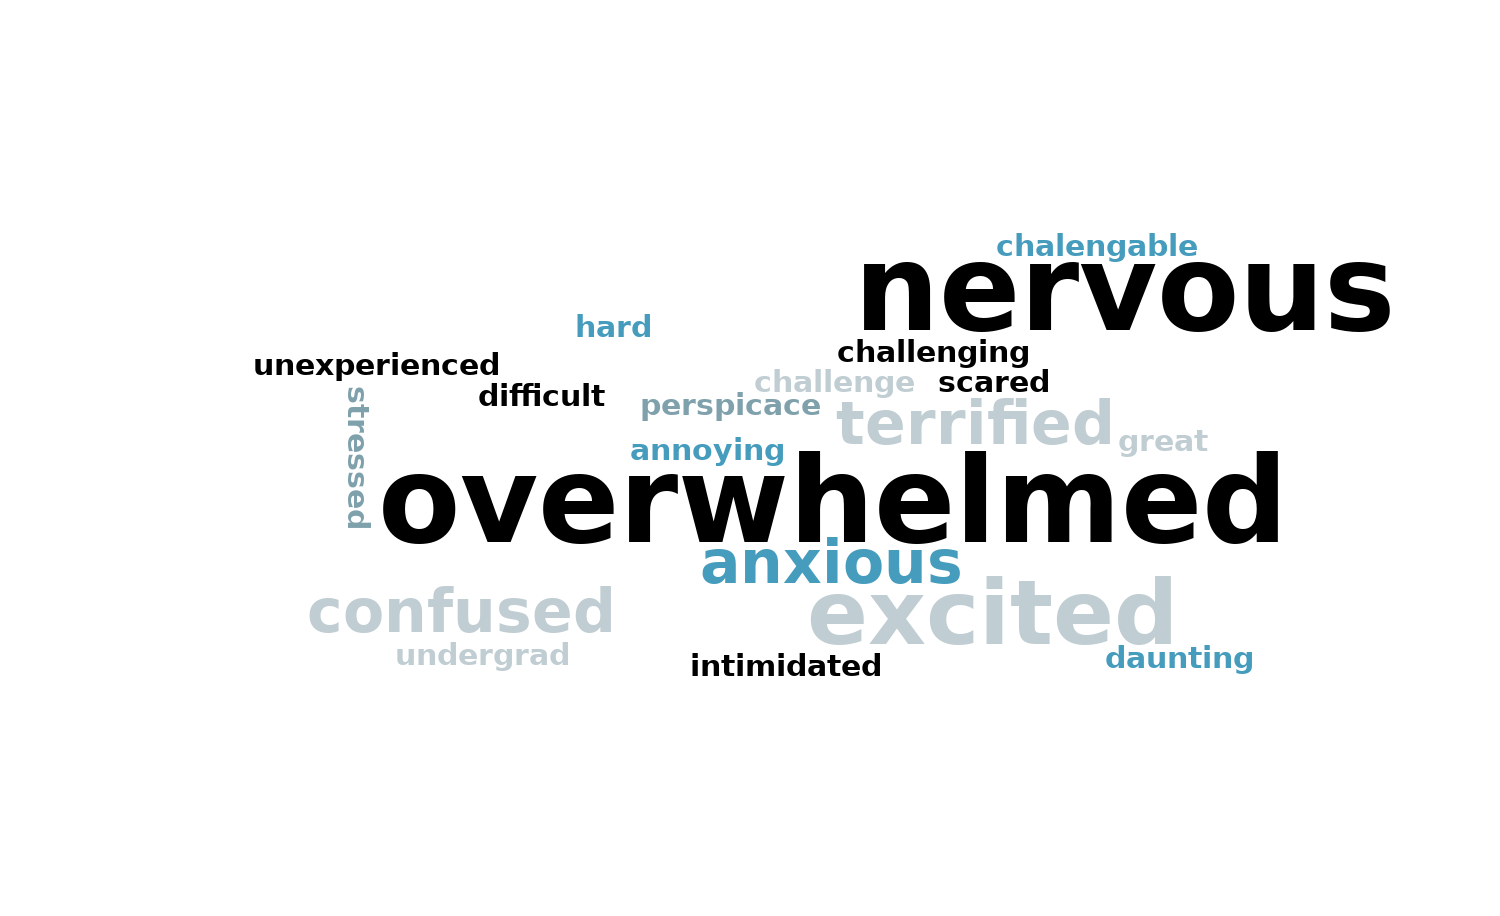 chalengable
nervous
hard
challenging
unexperienced
challenge
scared
difficult
perspicace
terrified
great
stressed
annoying
overwhelmed
anxious
confused
excited
undergrad
intimidated
daunting